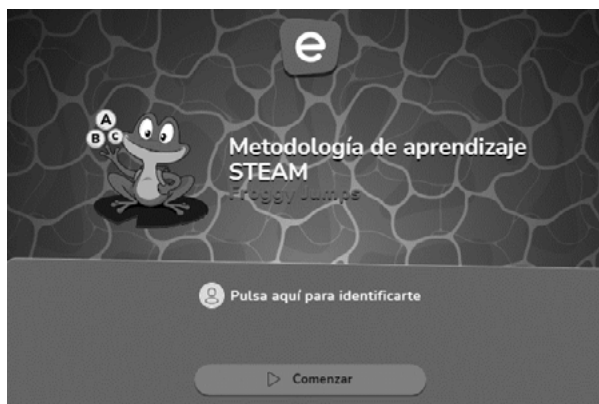 e
A
B C
Metodología de aprendizaje
STEAM
Froggy Jumps
Pulsa aquí para identificarte
Comenzar